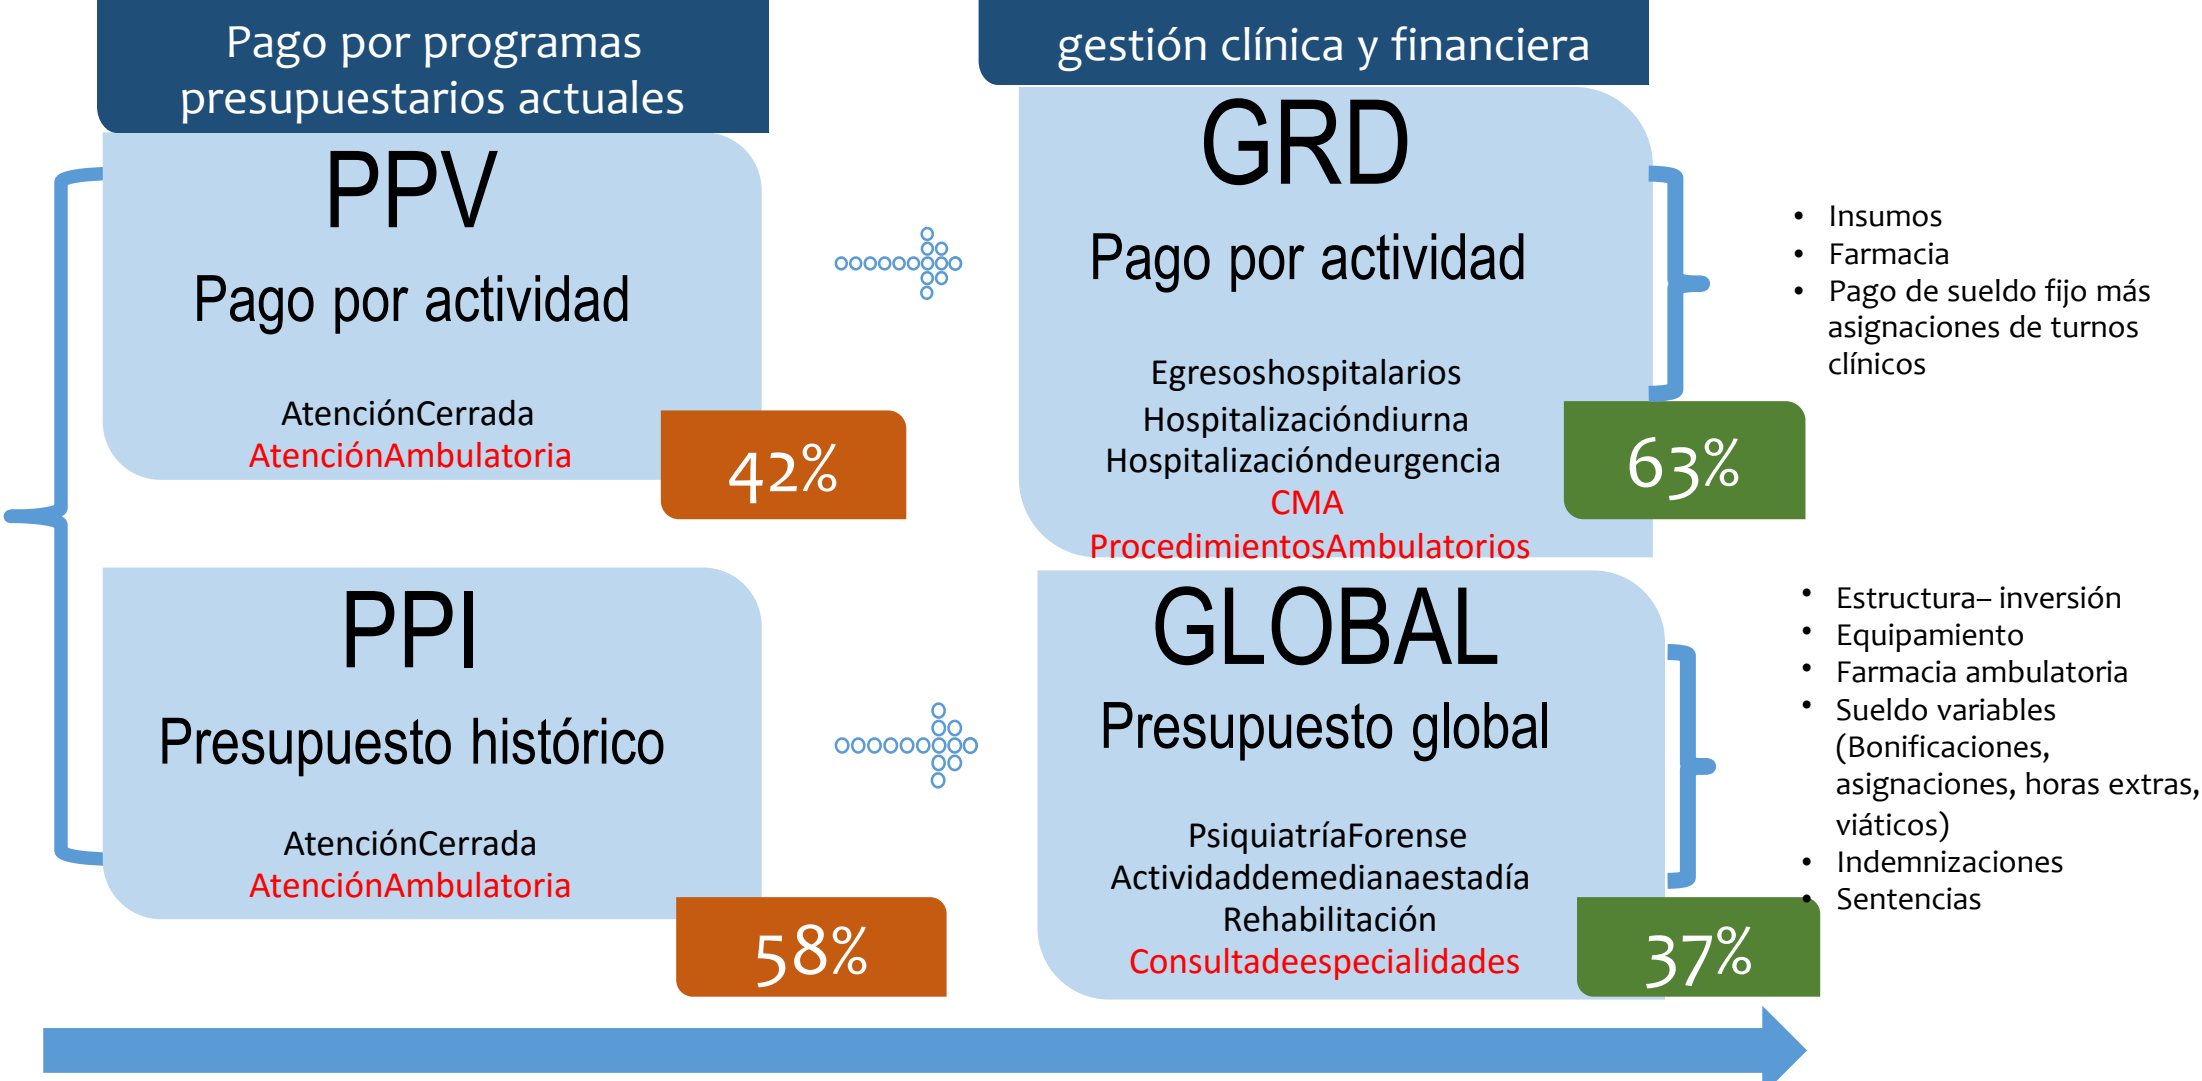 Pago por programas
presupuestarios actuales
PPV
Pago por actividad
AtenciónCerrada
AtenciónAmbulatoria
42%
PPI
Presupuesto histórico
AtenciónCerrada
AtenciónAmbulatoria
58%
gestión clínica y financiera
GRD
Pago por actividad
Egresoshospitalarios
Hospitalizacióndiurna
Hospitalizacióndeurgencia
CMA
ProcedimientosAmbulatorios
63%
• Insumos
• Farmacia
• Pago de sueldo fijo más
asignaciones de turnos
clínicos
GLOBAL
Presupuesto global
PsiquiatríaForense
Actividaddemedianaestadía
Rehabilitación
Consultadeespecialidades
37%
• Estructura– inversión
• Equipamiento
• Farmacia ambulatoria
• Sueldo variables
(Bonificaciones,
asignaciones, horas extras,
viáticos)
• Indemnizaciones
• Sentencias